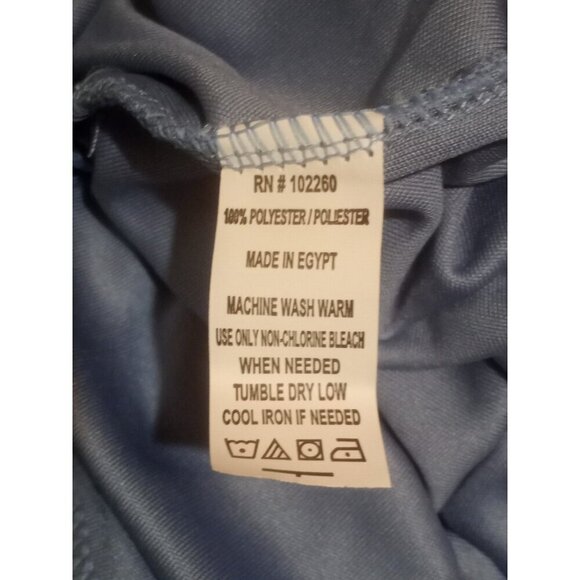 RN # 102260
100% POLYESTER / POLIESTER
MADE IN EGYPT
MACHINE WASH WARM
USE ONLY NON-CHLORINE BLEACH
WHEN NEEDED
TUMBLE DRY LOW
COOL IRON IF NEEDED